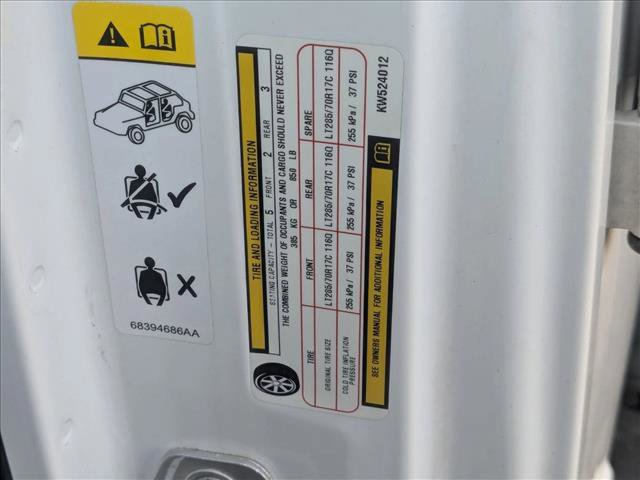 68394686AA
TIRE AND LOADING INFORMATION
SEATING CAPACITY - TOTAL 5 FRONT 2 REAR 3
THE COMBINED WEIGHT OF OCCUPANTS AND CARGO SHOULD NEVER EXCEED
385 KG OR 850 LB
TIRE FRONT REAR SPARE
ORIGINAL TIRE SIZE LT285/70R17C 116Q LT285/70R17C 116Q LT285/70R17C 116Q
COLD TIRE INFLATION PRESSURE 255 kPa / 37 PSI 255 kPa / 37 PSI 255 kPa / 37 PSI
SEE OWNERS MANUAL FOR ADDITIONAL INFORMATION
KW524012